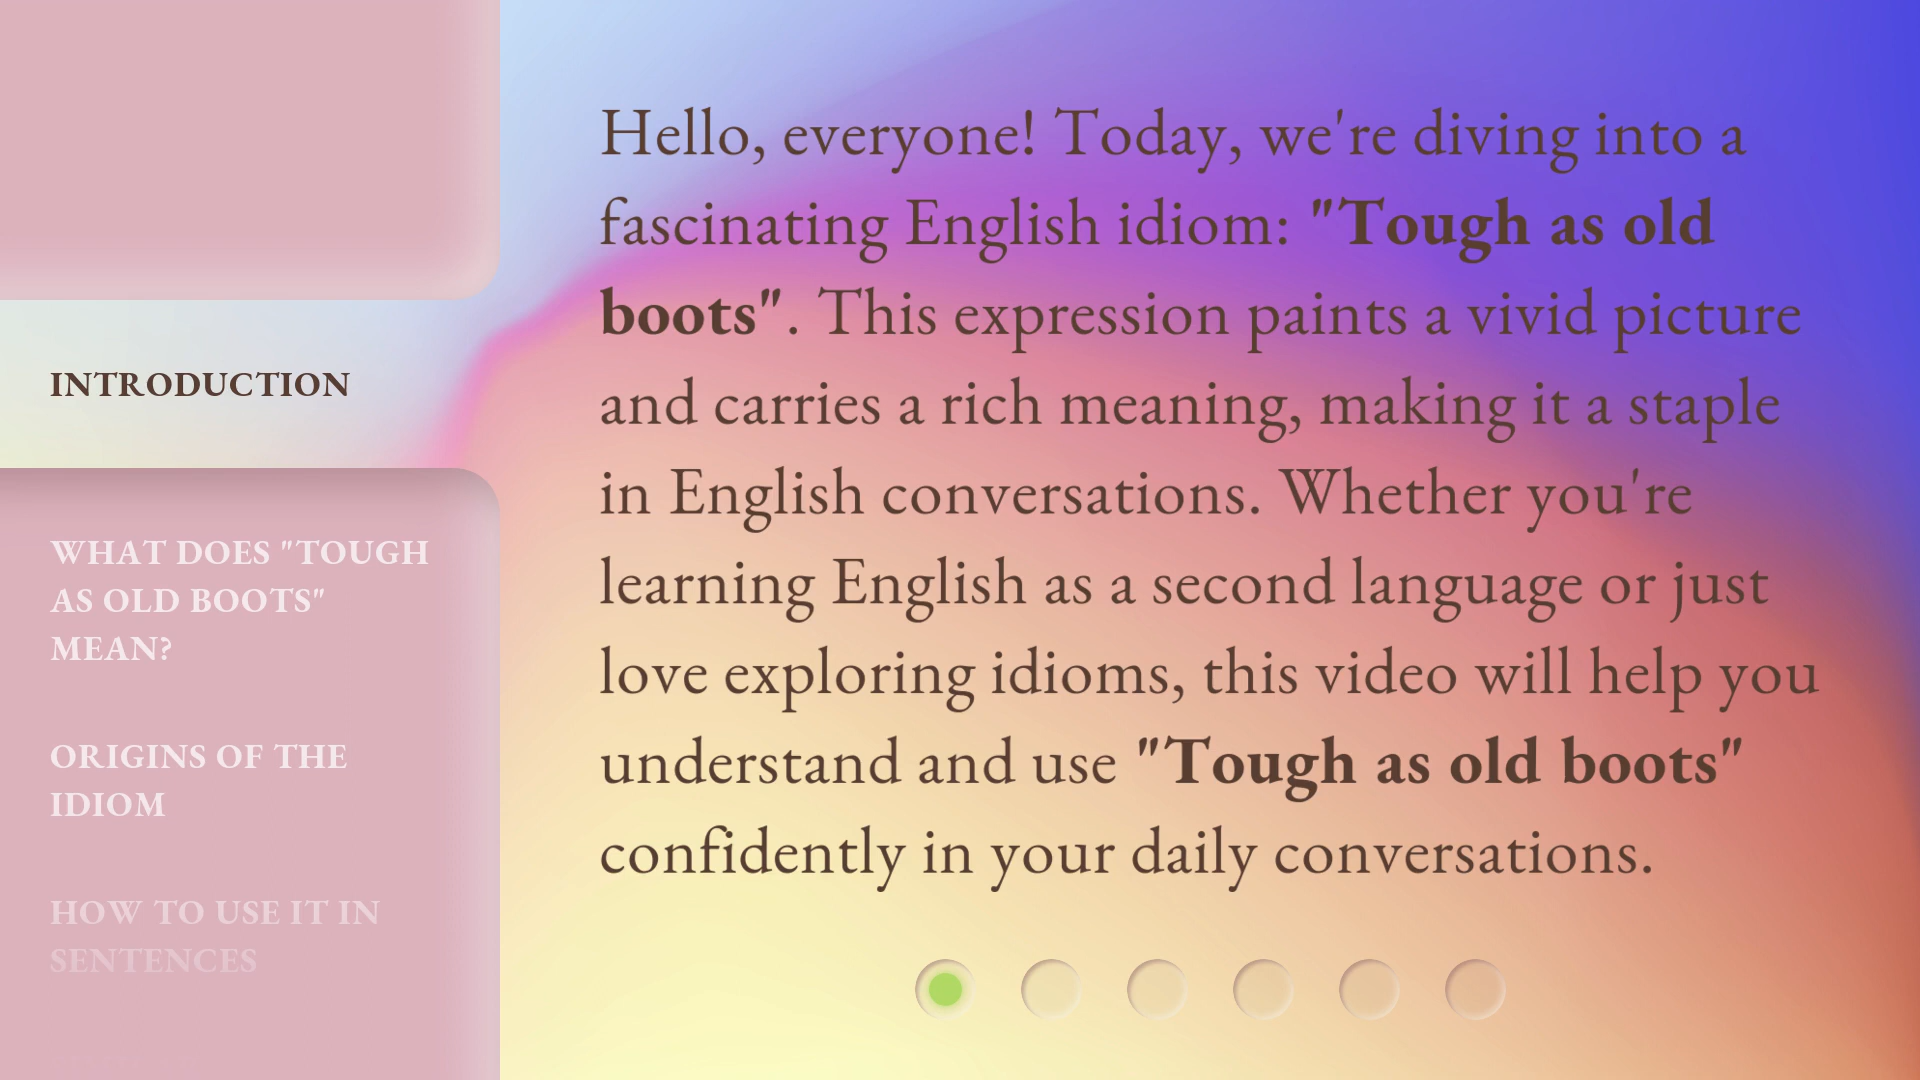 INTRODUCTION
WHAT DOES "TOUGH
AS OLD BOOTS"
MEAN?
ORIGINS OF THE
IDIOM
HOW TO USE IT IN
SENTENCES
Hello, everyone! Today, we're diving into a
fascinating English idiom: "Tough as old
boots". This expression paints a vivid picture
and carries a rich meaning, making it a staple
in English conversations. Whether you're
learning English as a second language or just
love exploring idioms, this video will help you
understand and use "Tough as old boots"
confidently in your daily conversations.